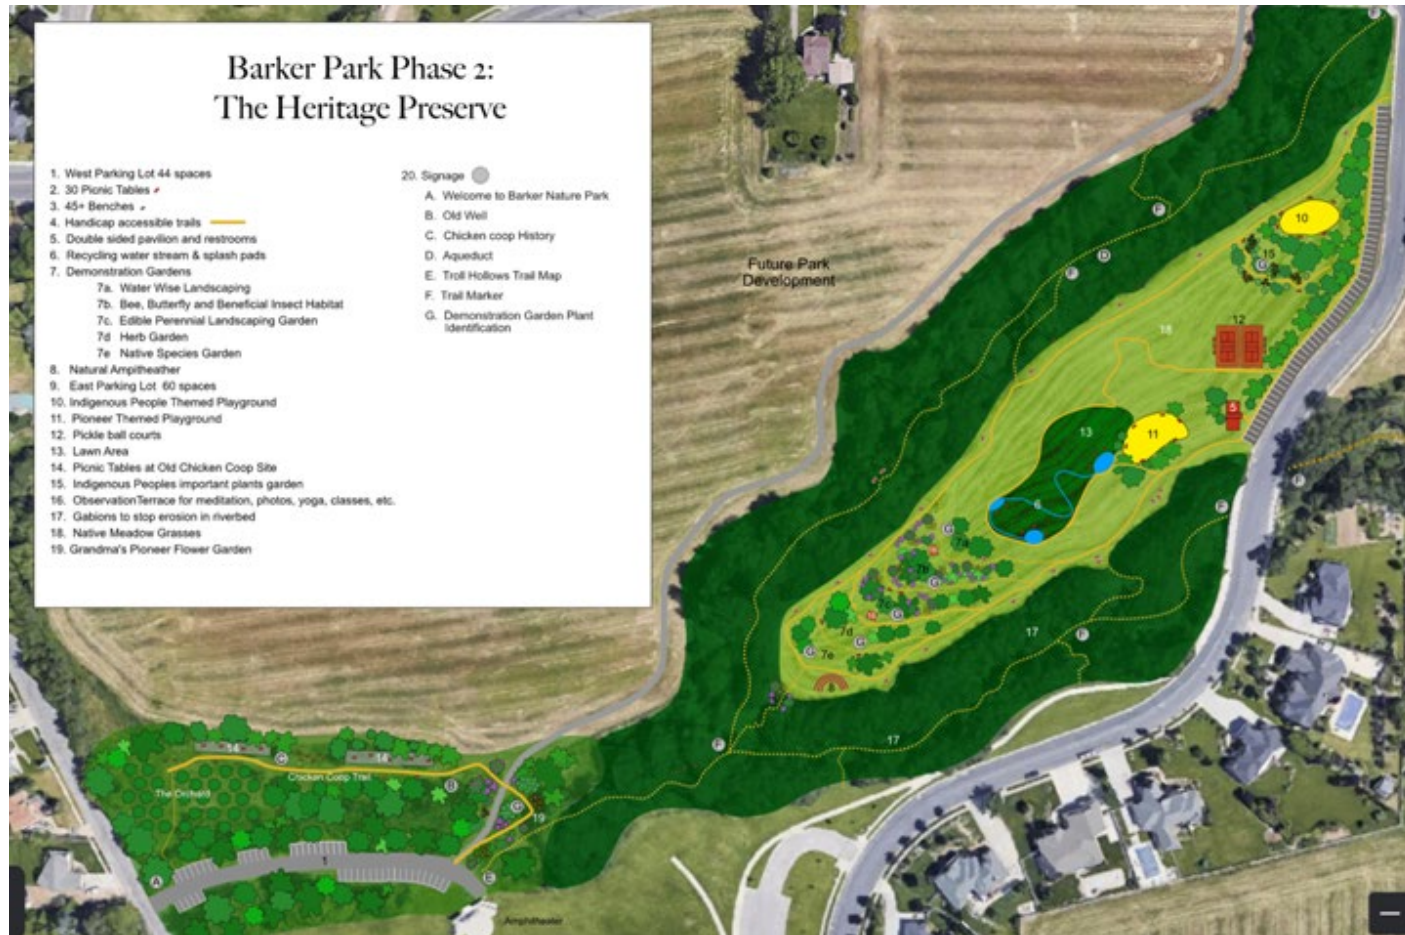 Barker Park Phase 2:
The Heritage Preserve
1. West Parking Lot 44 spaces
2. 30 Picnic Tables
3. 45+ Benches
4. Handicap accessible trails
5. Double sided pavilion and restrooms
6. Recycling water stream & splash pads
7. Demonstration Gardens
7a. Water Wise Landscaping
7b. Bee, Butterfly and Beneficial Insect Habitat
7c. Edible Perennial Landscaping Garden
7d Herb Garden
7e Native Species Garden
8. Natural Ampitheather
9. East Parking Lot 60 spaces
10. Indigenous People Themed Playground
11. Pioneer Themed Playground
12. Pickle ball courts
13. Lawn Area
14. Picnic Tables at Old Chicken Coop Site
15. Indigenous Peoples important plants garden
16. ObservationTerrace for meditation, photos, yoga, classes, etc.
17. Gabions to stop erosion in riverbed
18. Native Meadow Grasses
19. Grandma's Pioneer Flower Garden
20. Signage
A. Welcome to Barker Nature Park
B. Old Well
C. Chicken coop History
D. Aqueduct
E. Troll Hollows Trail Map
F. Trail Marker
G. Demonstration Garden Plant
Identification
Future Park
Development
F
F
D
F
10
15
G
18
12
5
13
11
6
F
F
G
7a
7b
G
G
7d
G
G
7e
8
17
F
17
F
14
C
14
Chicken Coop Trail
The Orchard
B
G
19
1
A
E
Amphitheater